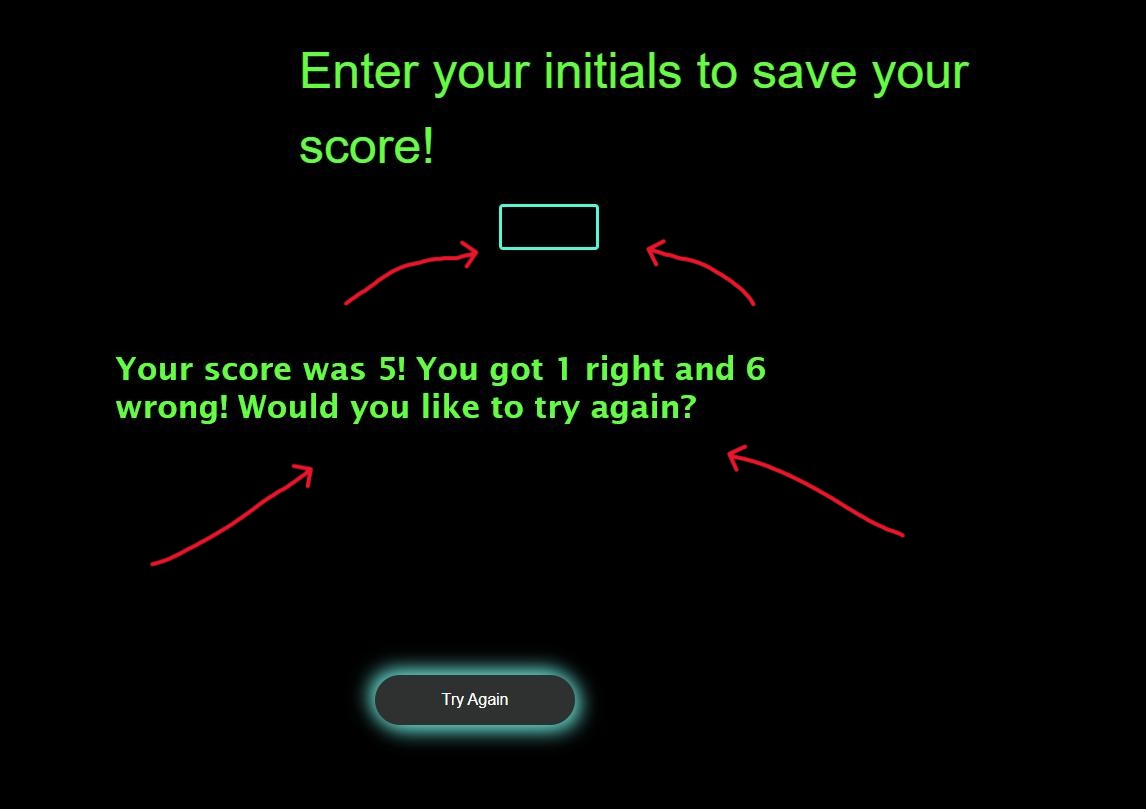 Enter your initials to save your
score!
Your score was 5! You got 1 right and 6
wrong! Would you like to try again?
Try Again